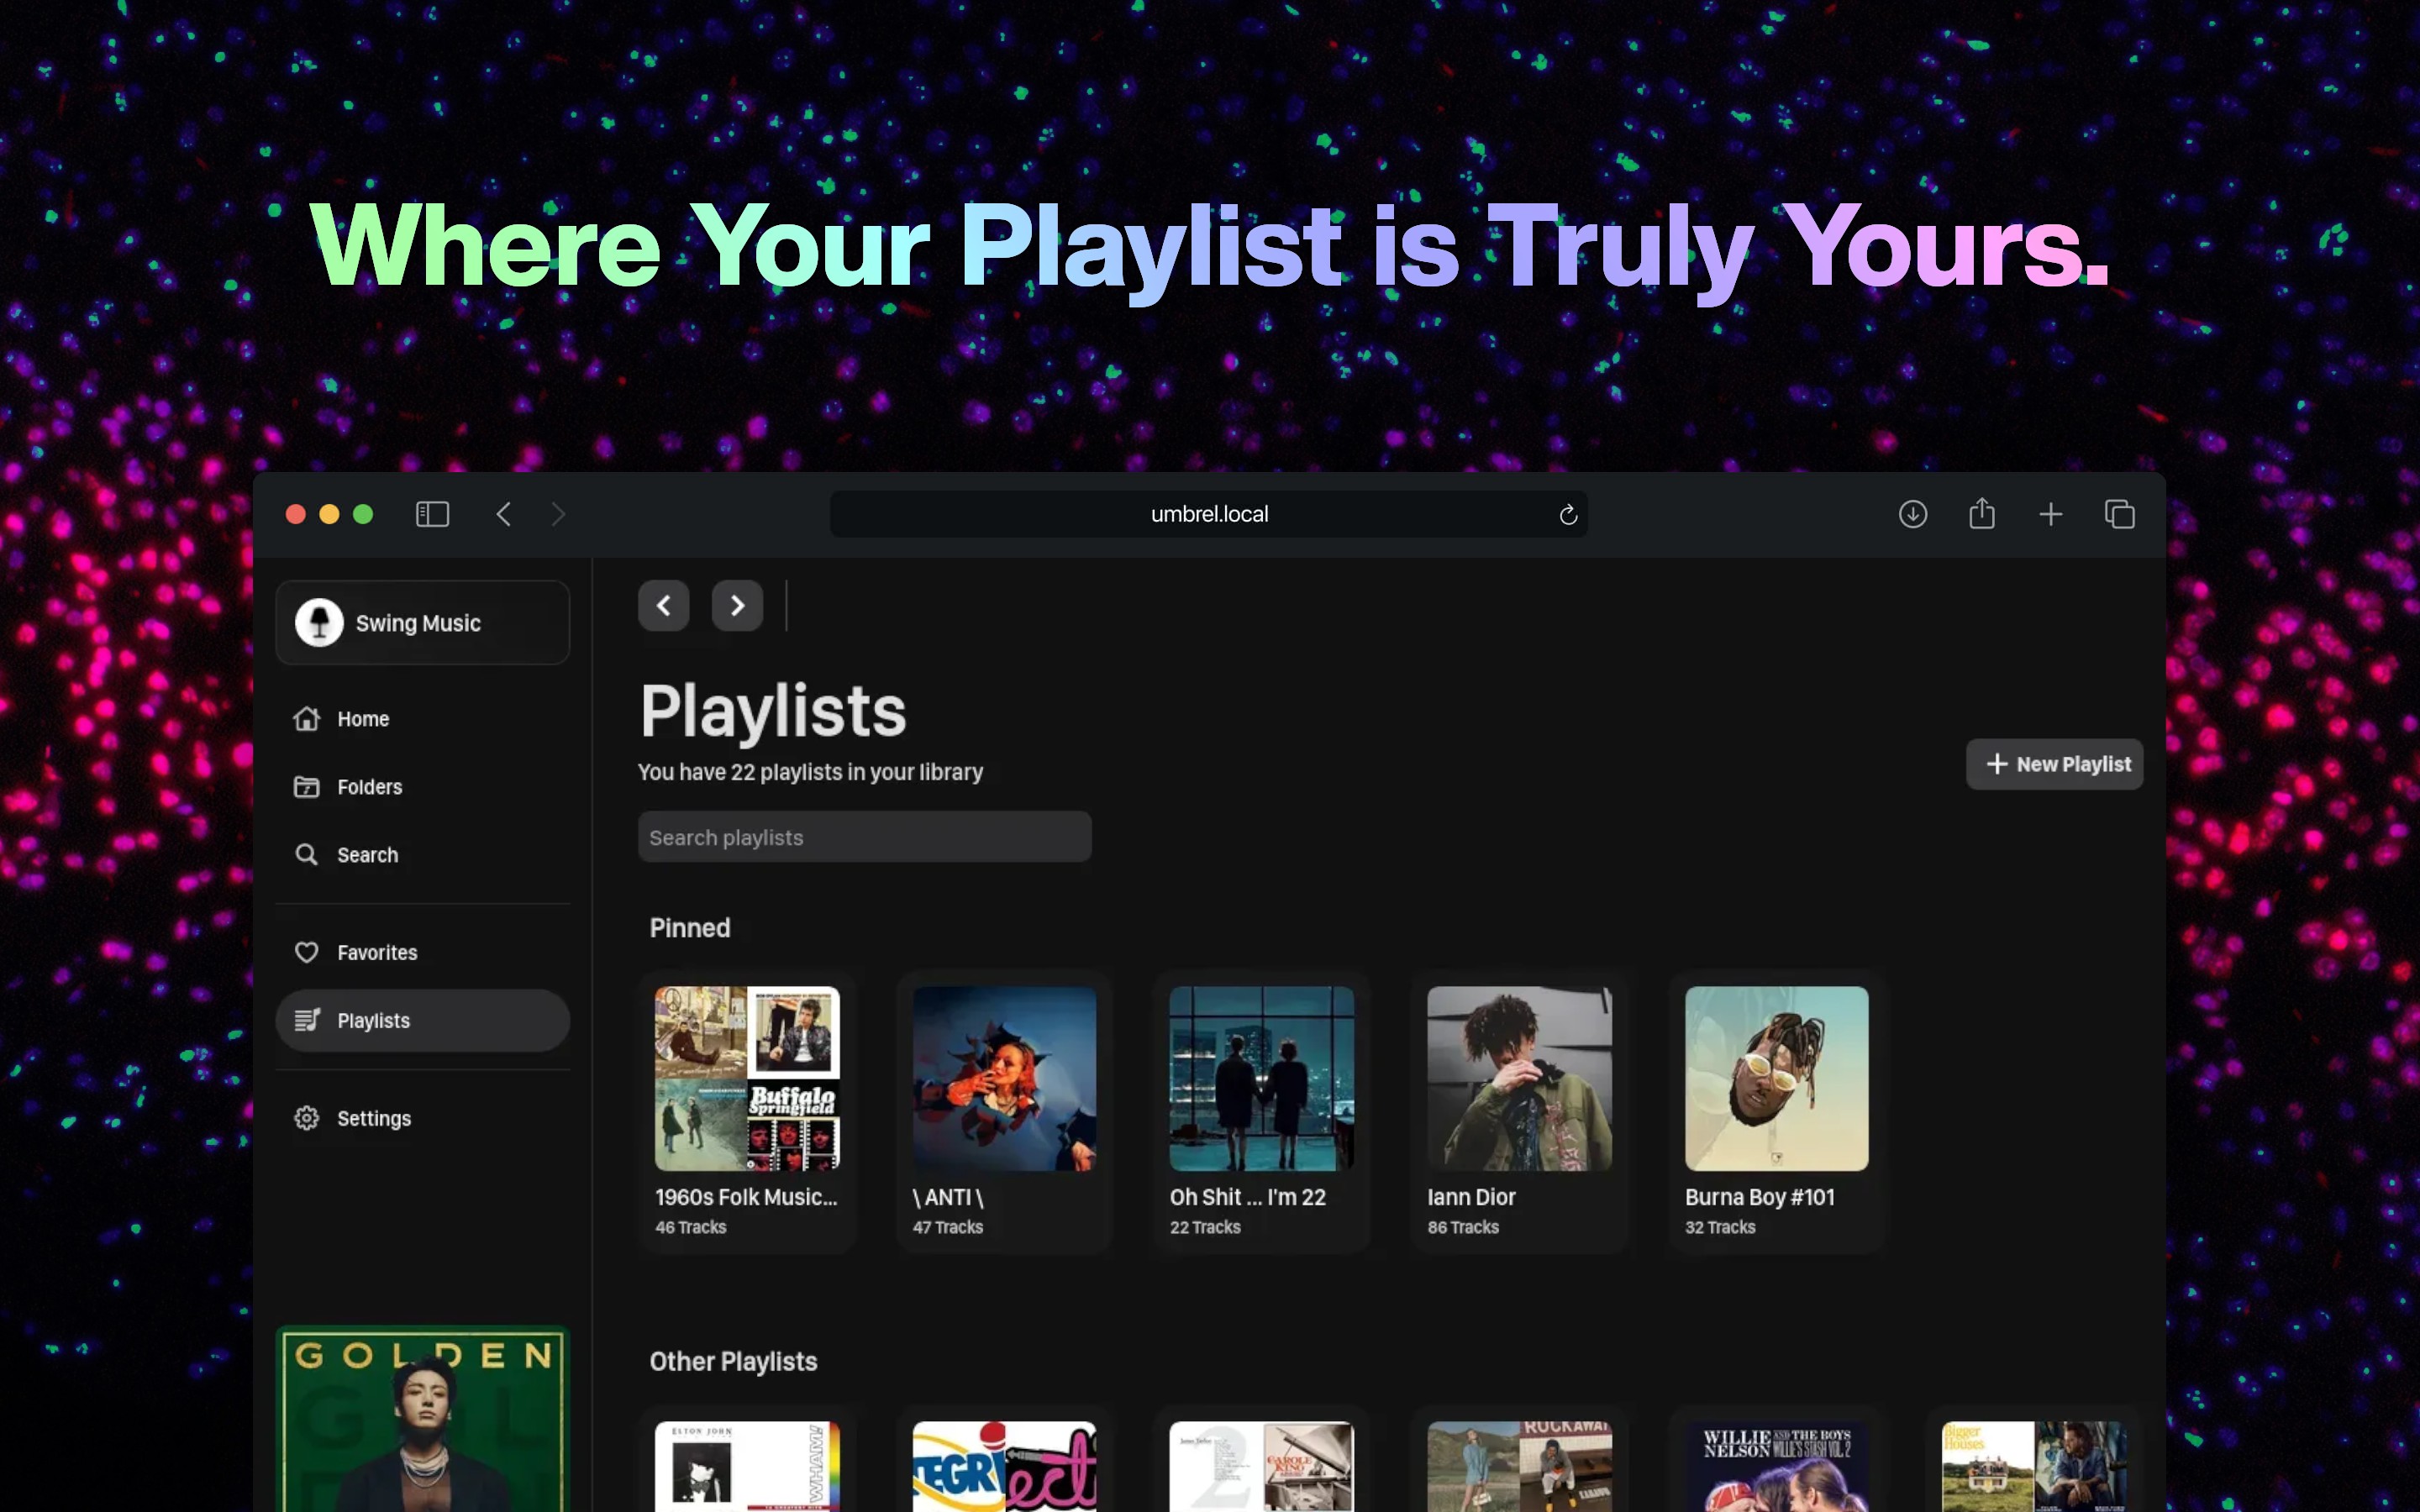 Where Your Playlist is Truly Yours.
umbrel.local
Swing Music
Home
Folders
Search
Favorites
Playlists
Settings
GOLDEN
Playlists
You have 22 playlists in your library
New Playlist
Search playlists
Pinned
Buffalo
Springfield
1960s Folk Music...
46 Tracks
\ ANTI \
47 Tracks
Oh Shit ... I'm 22
22 Tracks
Iann Dior
86 Tracks
Burna Boy #101
32 Tracks
Other Playlists
ELTON JOHN
WHAM!
James Taylor
2
CAROLE
KING
ROCKAWAY
WILLIE AND THE BOYS
NELSON WILLIE'S STASH VOL. 2
Bigger
Houses